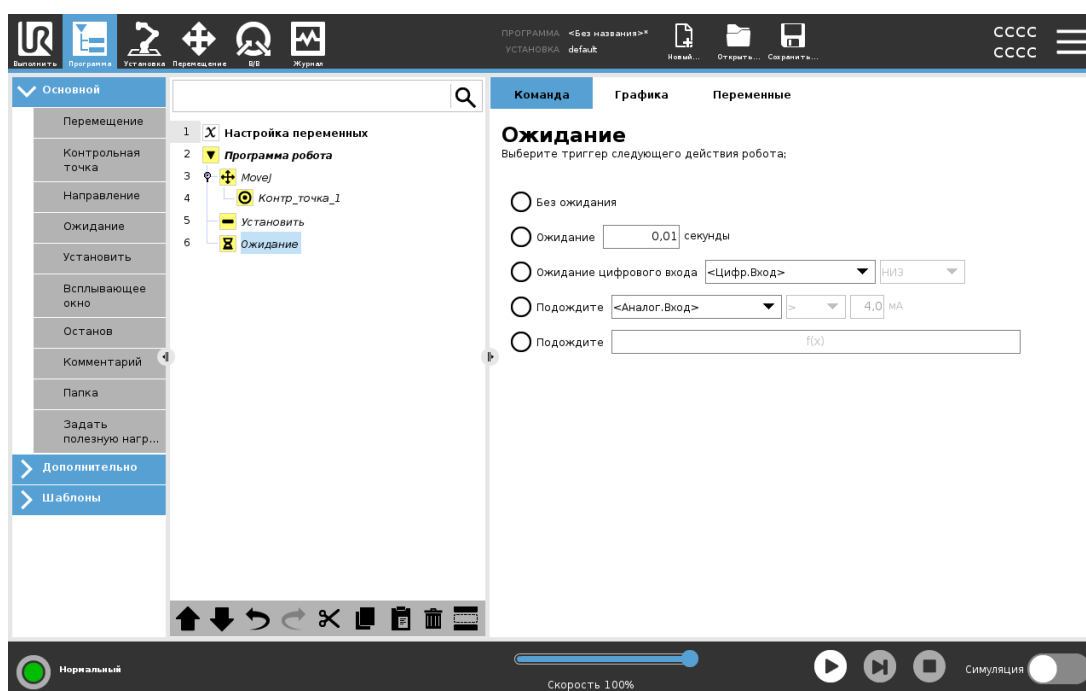 ПРОГРАММА <Без названия>*
УСТАНОВКА default
UR
Выполнить Программа Установка Перемещение В/В Журнал
Новый... Открыть... Сохранить...
CCCC
CCCC
Основной
Перемещение
Контрольная
точка
Направление
Ожидание
Установить
Всплывающее
окно
Останов
Комментарий
Папка
Задать
полезную нагр...
Дополнительно
Шаблоны
1 X Настройка переменных
2 Программа робота
3 MoveJ
4 Контр_точка_1
5 Установить
6 Ожидание
Команда Графика Переменные
Ожидание
Выберите триггер следующего действия робота;
Без ожидания
Ожидание 0,01 секунды
Ожидание цифрового входа <Цифр.Вход> НИЗ
Подождите <Аналог.Вход> > 4,0 мА
Подождите f(x)
Нормальный
Скорость 100%
Симуляция